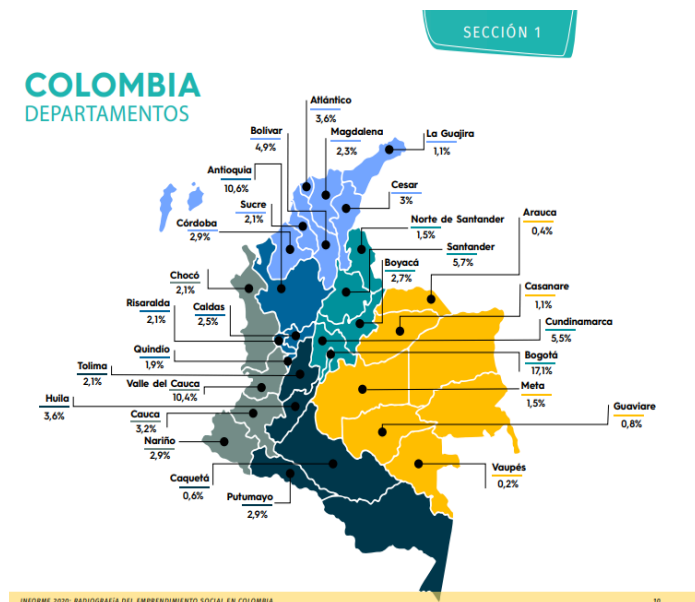 SECCIÓN 1
COLOMBIA
DEPARTAMENTOS
Atlántico
3,6%
Bolívar
4,9%
Magdalena
2,3%
La Guajira
1,1%
Antioquia
10,6%
Cesar
3%
Sucre
2,1%
Norte de Santander
1,5%
Arauca
0,4%
Córdoba
2,9%
Santander
5,7%
Boyacá
2,7%
Chocó
2,1%
Casanare
1,1%
Risaralda
2,1%
Caldas
2,5%
Cundinamarca
5,5%
Quindio
1,9%
Bogotá
17,1%
Tolima
2,1%
Valle del Cauca
10,4%
Meta
1,5%
Huila
3,6%
Guaviare
0,8%
Cauca
3,2%
Nariño
2,9%
Vaupés
0,2%
Caquetá
0,6%
Putumayo
2,9%
INFORME 2020: RADIOGRAFÍA DEL EMPRENDIMIENTO SOCIAL EN COLOMBIA
10